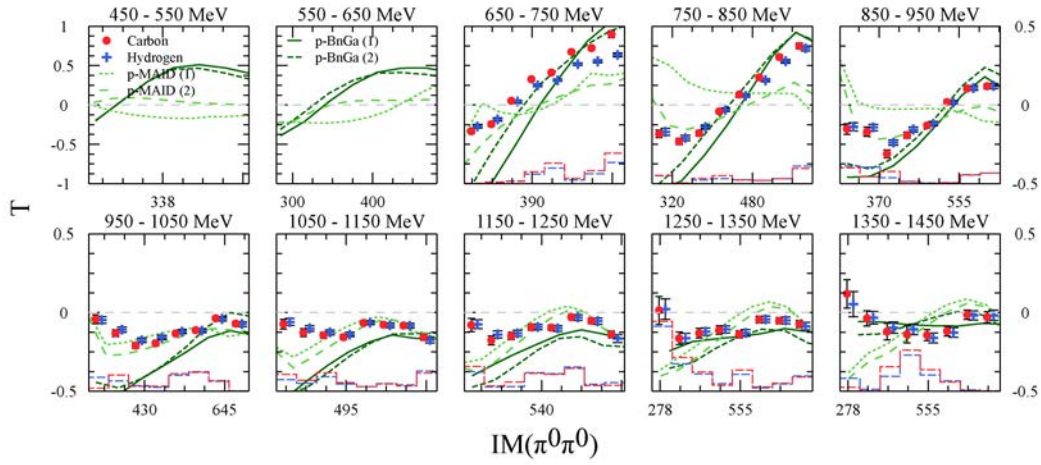 450 - 550 MeV 550 - 650 MeV 650 - 750 MeV 750 - 850 MeV 850 - 950 MeV
1 0.5 0 -0.5 -1
Carbon
Hydrogen
p-MAID (1)
p-MAID (2)
p-BnGa (1)
p-BnGa (2)
0.5 0 -0.5
338 300 400 390 320 480 370 555
T
950 - 1050 MeV 1050 - 1150 MeV 1150 - 1250 MeV 1250 - 1350 MeV 1350 - 1450 MeV
0.5 0 -0.5
0.5 0 -0.5
430 645 495 540 278 555 278 555
IM(π⁰π⁰)